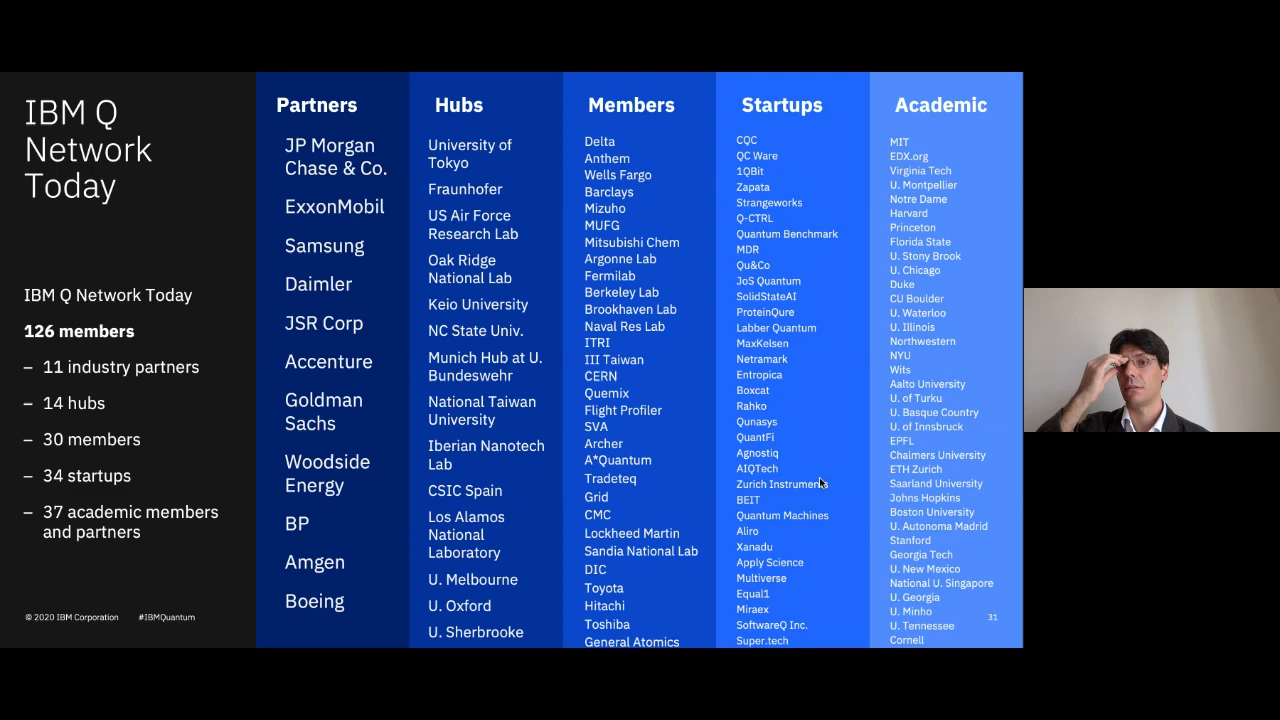 IBM Q
Network
Today
IBM Q Network Today
126 members
– 11 industry partners
– 14 hubs
– 30 members
– 34 startups
– 37 academic members
and partners
© 2020 IBM Corporation #IBMQuantum
Partners
JP Morgan
Chase & Co.
ExxonMobil
Samsung
Daimler
JSR Corp
Accenture
Goldman
Sachs
Woodside
Energy
BP
Amgen
Boeing
Hubs
University of
Tokyo
Fraunhofer
US Air Force
Research Lab
Oak Ridge
National Lab
Keio University
NC State Univ.
Munich Hub at U.
Bundeswehr
National Taiwan
University
Iberian Nanotech
Lab
CSIC Spain
Los Alamos
National
Laboratory
U. Melbourne
U. Oxford
U. Sherbrooke
Members
Delta
Anthem
Wells Fargo
Barclays
Mizuho
MUFG
Mitsubishi Chem
Argonne Lab
Fermilab
Berkeley Lab
Brookhaven Lab
Naval Res Lab
ITRI
III Taiwan
CERN
Quemix
Flight Profiler
SVA
Archer
A*Quantum
Tradeteq
Grid
CMC
Lockheed Martin
Sandia National Lab
DIC
Toyota
Hitachi
Toshiba
General Atomics
Startups
CQC
QC Ware
1QBit
Zapata
Strangeworks
Q-CTRL
Quantum Benchmark
MDR
Qu&Co
JoS Quantum
SolidStateAI
ProteinQure
Labber Quantum
MaxKelsen
Netramark
Entropica
Boxcat
Rahko
Qunasys
QuantFi
Agnostiq
AIQTech
Zurich Instruments
BEIT
Quantum Machines
Aliro
Xanadu
Apply Science
Multiverse
Equal1
Miraex
SoftwareQ Inc.
Super.tech
Academic
MIT
EDX.org
Virginia Tech
U. Montpellier
Notre Dame
Harvard
Princeton
Florida State
U. Stony Brook
U. Chicago
Duke
CU Boulder
U. Waterloo
U. Illinois
Northwestern
NYU
Wits
Aalto University
U. of Turku
U. Basque Country
U. of Innsbruck
EPFL
Chalmers University
ETH Zurich
Saarland University
Johns Hopkins
Boston University
U. Autonoma Madrid
Stanford
Georgia Tech
U. New Mexico
National U. Singapore
U. Georgia
U. Minho
U. Tennessee
Cornell
31